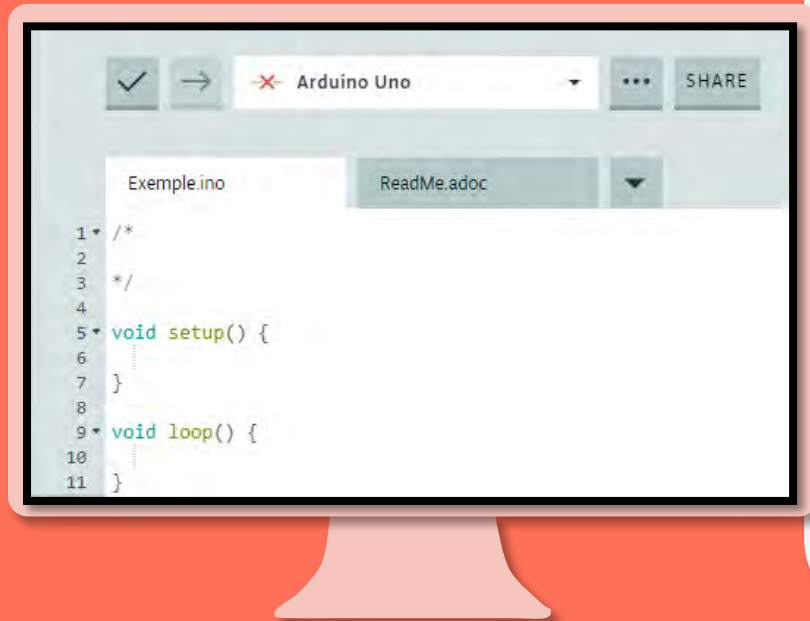 Arduino Uno ••• SHARE
Exemple.ino ReadMe.adoc
1 /*
2
3 */
4
5 void setup() {
6
7 }
8
9 void loop() {
10
11 }